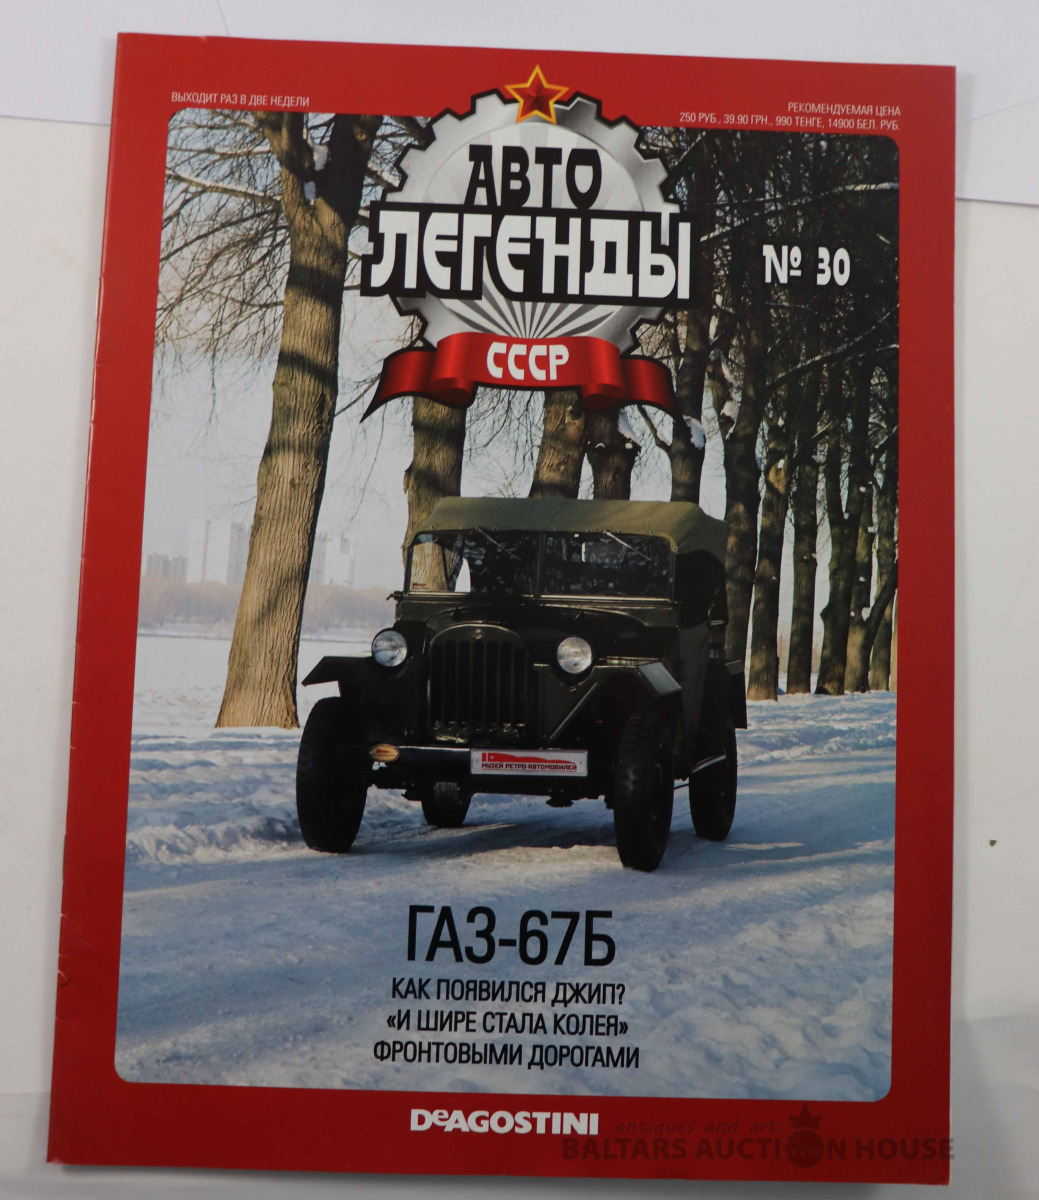 ВЫХОДИТ РАЗ В ДВЕ НЕДЕЛИ
РЕКОМЕНДУЕМАЯ ЦЕНА
250 РУБ., 39.90 ГРН., 990 ТЕНГЕ, 14900 БЕЛ. РУБ.
АВТО
ЛЕГЕНДЫ
СССР
№ 30
МУЗЕЙ РЕТРО-АВТОМОБИЛЕЙ
ГАЗ-67Б
КАК ПОЯВИЛСЯ ДЖИП?
«И ШИРЕ СТАЛА КОЛЕЯ»
ФРОНТОВЫМИ ДОРОГАМИ
DeAGOSTINI
antiques and art
BALTARS AUCTION HOUSE